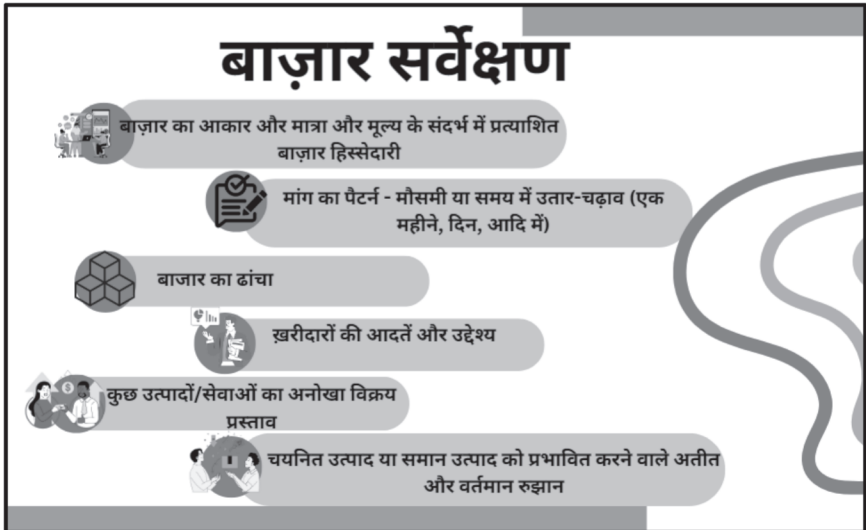 बाज़ार सर्वेक्षण
बाज़ार का आकार और मात्रा और मूल्य के संदर्भ में प्रत्याशित
बाज़ार हिस्सेदारी
मांग का पैटर्न - मौसमी या समय में उतार-चढ़ाव (एक
महीने, दिन, आदि में)
बाजार का ढांचा
ख़रीदारों की आदतें और उद्देश्य
कुछ उत्पादों/सेवाओं का अनोखा विक्रय
प्रस्ताव
चयनित उत्पाद या समान उत्पाद को प्रभावित करने वाले अतीत
और वर्तमान रुझान